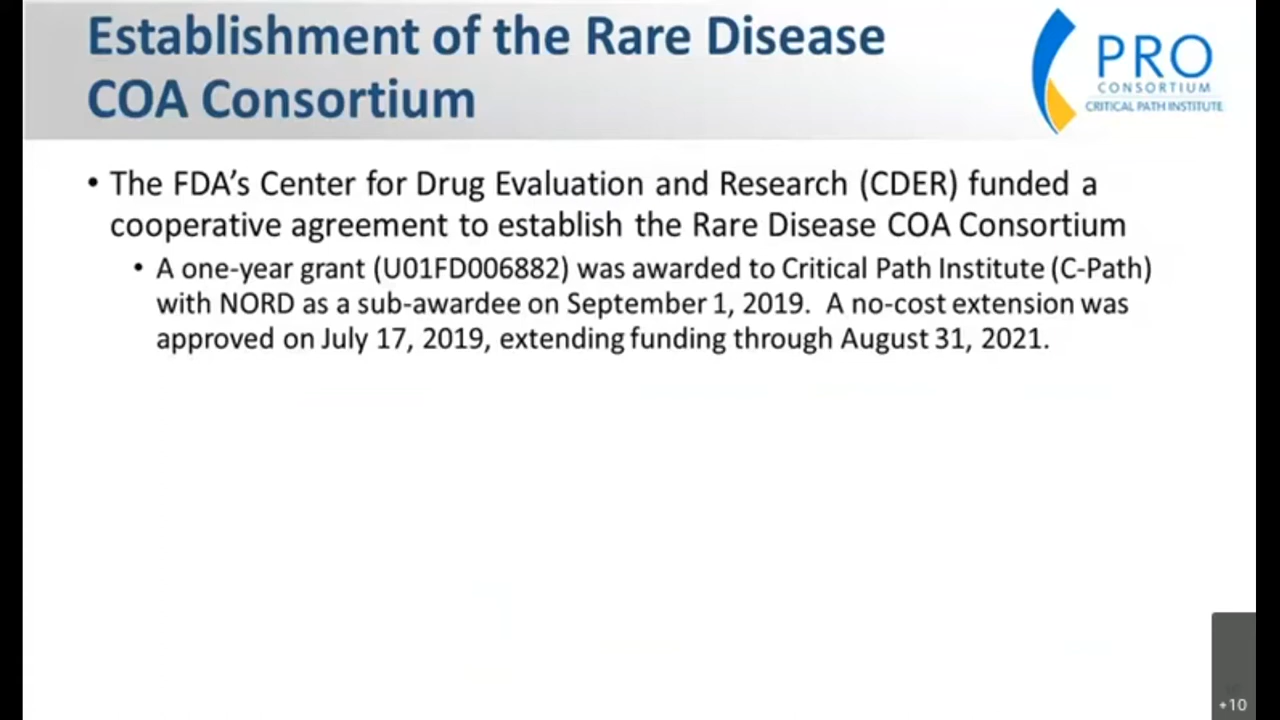 Establishment of the Rare Disease
COA Consortium
PRO
CONSORTIUM
CRITICAL PATH INSTITUTE
• The FDA’s Center for Drug Evaluation and Research (CDER) funded a
cooperative agreement to establish the Rare Disease COA Consortium
• A one-year grant (U01FD006882) was awarded to Critical Path Institute (C-Path)
with NORD as a sub-awardee on September 1, 2019.  A no-cost extension was
approved on July 17, 2019, extending funding through August 31, 2021.
+10